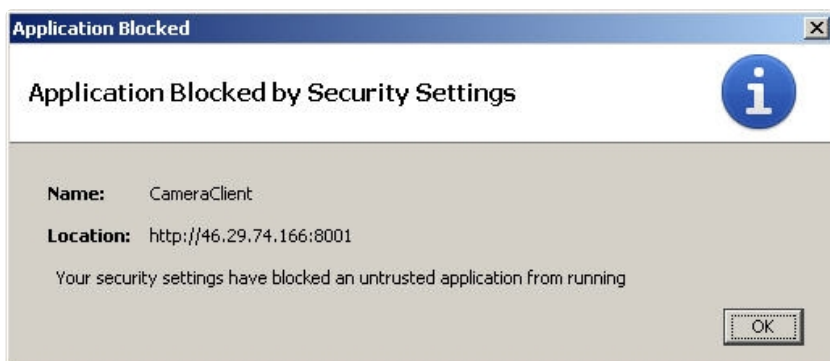 Application Blocked
Application Blocked by Security Settings
Name: CameraClient
Location: http://46.29.74.166:8001
Your security settings have blocked an untrusted application from running
OK